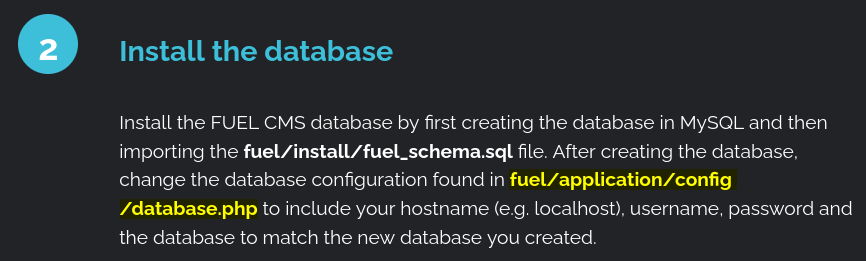 2
Install the database
Install the FUEL CMS database by first creating the database in MySQL and then
importing the fuel/install/fuel_schema.sql file. After creating the database,
change the database configuration found in fuel/application/config
/database.php to include your hostname (e.g. localhost), username, password and
the database to match the new database you created.